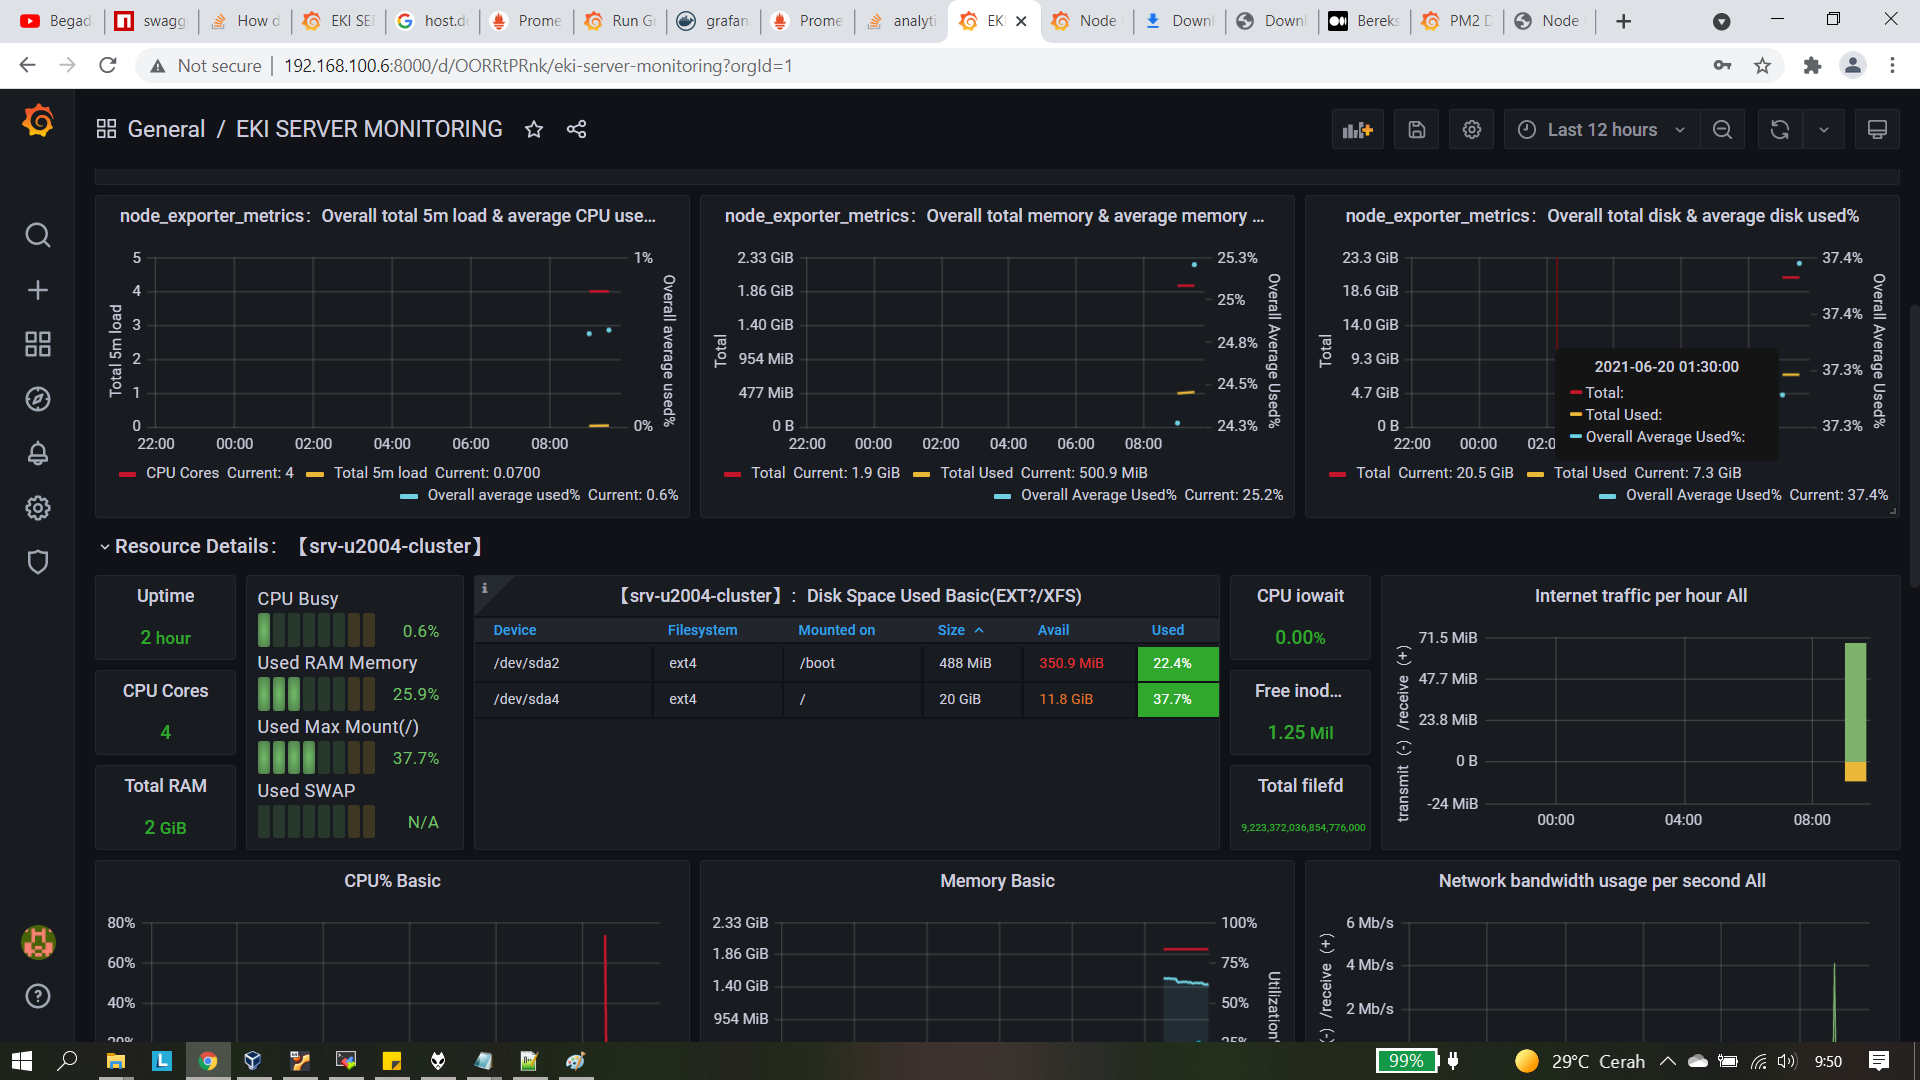 Begad
swagg
How d
EKI SE
host.d
Prome
Run Gr
grafan
Prome
analyti
EKI
Node
Downl
Downl
Bereks
PM2 D
Node
Not secure
192.168.100.6:8000/d/OORRtPRnk/eki-server-monitoring?orgId=1
General / EKI SERVER MONITORING
Last 12 hours
node_exporter_metrics：Overall total 5m load & average CPU use...
5
4
3
2
1
0
1%
0%
Total 5m load
Overall average used%
22:00 00:00 02:00 04:00 06:00 08:00
CPU Cores Current: 4 Total 5m load Current: 0.0700
Overall average used% Current: 0.6%
node_exporter_metrics：Overall total memory & average memory ...
2.33 GiB
1.86 GiB
1.40 GiB
954 MiB
477 MiB
0 B
25.3%
25%
24.8%
24.5%
24.3%
Total
Overall Average Used%
22:00 00:00 02:00 04:00 06:00 08:00
Total Current: 1.9 GiB Total Used Current: 500.9 MiB
Overall Average Used% Current: 25.2%
node_exporter_metrics：Overall total disk & average disk used%
23.3 GiB
18.6 GiB
14.0 GiB
9.3 GiB
4.7 GiB
0 B
37.4%
37.4%
37.3%
37.3%
Total
Overall Average Used%
22:00 00:00 02:0
2021-06-20 01:30:00
Total:
Total Used:
Overall Average Used%:
Total Current: 20.5 GiB Total Used Current: 7.3 GiB
Overall Average Used% Current: 37.4%
Resource Details：【srv-u2004-cluster】
Uptime
2 hour
CPU Cores
4
Total RAM
2 GiB
CPU Busy
0.6%
Used RAM Memory
25.9%
Used Max Mount(/)
37.7%
Used SWAP
N/A
i
【srv-u2004-cluster】：Disk Space Used Basic(EXT?/XFS)
Device Filesystem Mounted on Size Avail Used
/dev/sda2 ext4 /boot 488 MiB 350.9 MiB 22.4%
/dev/sda4 ext4 / 20 GiB 11.8 GiB 37.7%
CPU iowait
0.00%
Free inod...
1.25 Mil
Total filefd
9,223,372,036,854,776,000
Internet traffic per hour All
71.5 MiB
47.7 MiB
23.8 MiB
0 B
-24 MiB
transmit（-）/receive（+）
00:00 04:00 08:00
CPU% Basic
80%
60%
40%
20%
Memory Basic
2.33 GiB
1.86 GiB
1.40 GiB
954 MiB
100%
75%
50%
25%
Utilization%
Network bandwidth usage per second All
6 Mb/s
4 Mb/s
2 Mb/s
（-）/receive（+）
99%
29°C Cerah
9:50